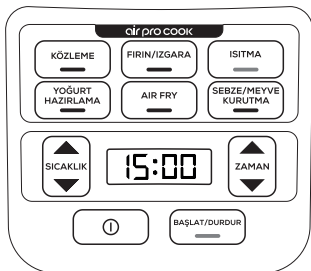 air pro cook
KÖZLEME
FIRIN/IZGARA
ISITMA
YOĞURT
HAZIRLAMA
AIR FRY
SEBZE/MEYVE
KURUTMA
SICAKLIK
15:00
ZAMAN
BAŞLAT/DURDUR